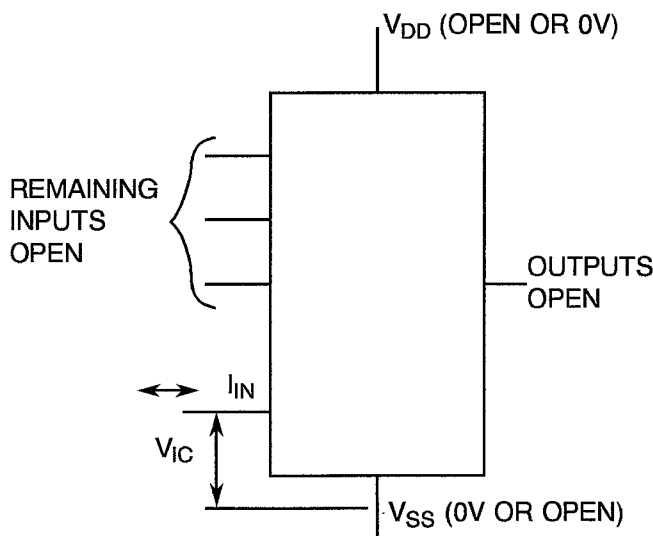 VDD (OPEN OR 0V)
REMAINING
INPUTS
OPEN
OUTPUTS
OPEN
IIN
VIC
VSS (0V OR OPEN)